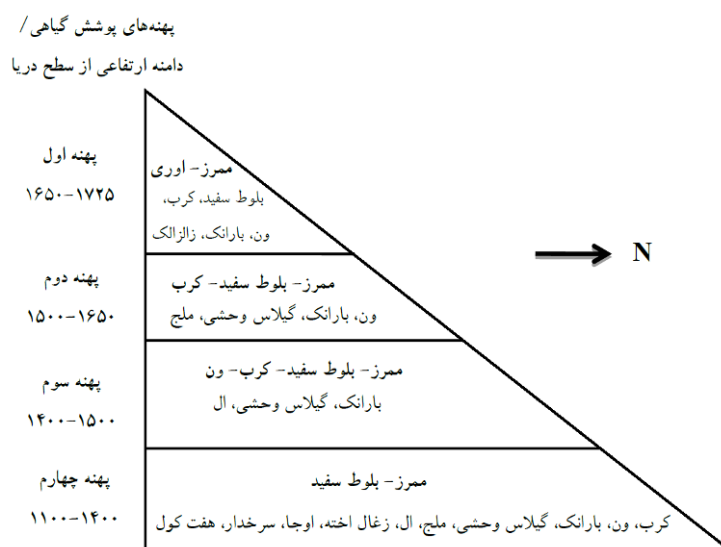 پهنه‌های پوشش گیاهی/
دامنه ارتفاعی از سطح دریا
پهنه اول
۱۶۵۰-۱۷۲۵
ممرز- اوری
بلوط سفید، کرب،
ون، بارانک، زالزالک
N
پهنه دوم
۱۵۰۰-۱۶۵۰
ممرز- بلوط سفید- کرب
ون، بارانک، گیلاس وحشی، ملج
پهنه سوم
۱۴۰۰-۱۵۰۰
ممرز- بلوط سفید- کرب- ون
بارانک، گیلاس وحشی، ال
پهنه چهارم
۱۱۰۰-۱۴۰۰
ممرز- بلوط سفید
کرب، ون، بارانک، گیلاس وحشی، ملج، ال، زغال اخته، اوجا، سرخدار، هفت کول